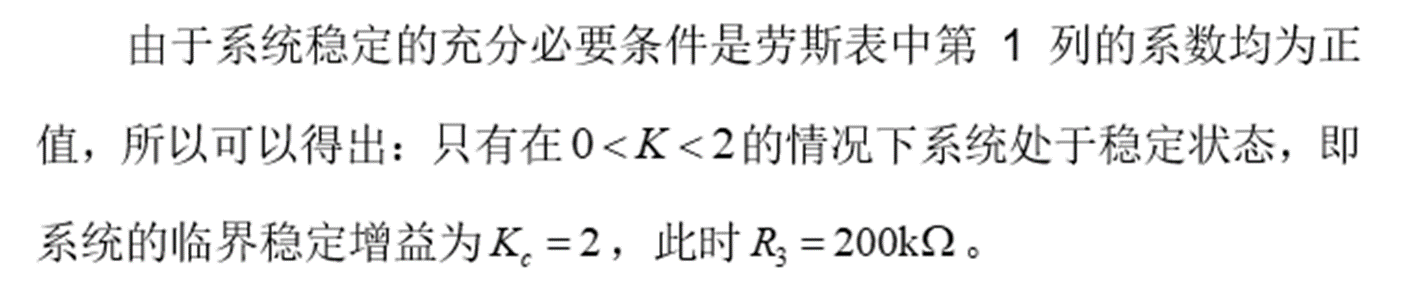 由于系统稳定的充分必要条件是劳斯表中第 1 列的系数均为正
值，所以可以得出：只有在0<K<2的情况下系统处于稳定状态，即
系统的临界稳定增益为K_c=2，此时R_3=200kΩ。